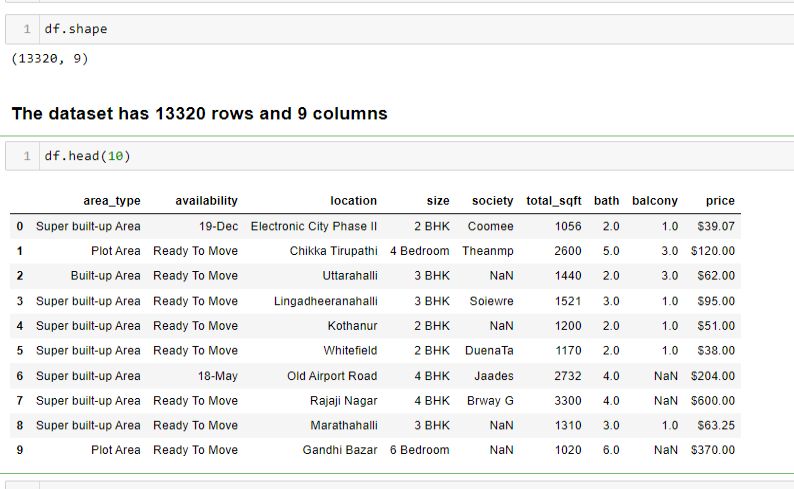 1 df.shape
(13320, 9)
The dataset has 13320 rows and 9 columns
1 df.head(10)
area_type availability location size society total_sqft bath balcony price
0 Super built-up Area 19-Dec Electronic City Phase II 2 BHK Coomee 1056 2.0 1.0 $39.07
1 Plot Area Ready To Move Chikka Tirupathi 4 Bedroom Theanmp 2600 5.0 3.0 $120.00
2 Built-up Area Ready To Move Uttarahalli 3 BHK NaN 1440 2.0 3.0 $62.00
3 Super built-up Area Ready To Move Lingadheeranahalli 3 BHK Soiewre 1521 3.0 1.0 $95.00
4 Super built-up Area Ready To Move Kothanur 2 BHK NaN 1200 2.0 1.0 $51.00
5 Super built-up Area Ready To Move Whitefield 2 BHK DuenaTa 1170 2.0 1.0 $38.00
6 Super built-up Area 18-May Old Airport Road 4 BHK Jaades 2732 4.0 NaN $204.00
7 Super built-up Area Ready To Move Rajaji Nagar 4 BHK Brway G 3300 4.0 NaN $600.00
8 Super built-up Area Ready To Move Marathahalli 3 BHK NaN 1310 3.0 1.0 $63.25
9 Plot Area Ready To Move Gandhi Bazar 6 Bedroom NaN 1020 6.0 NaN $370.00